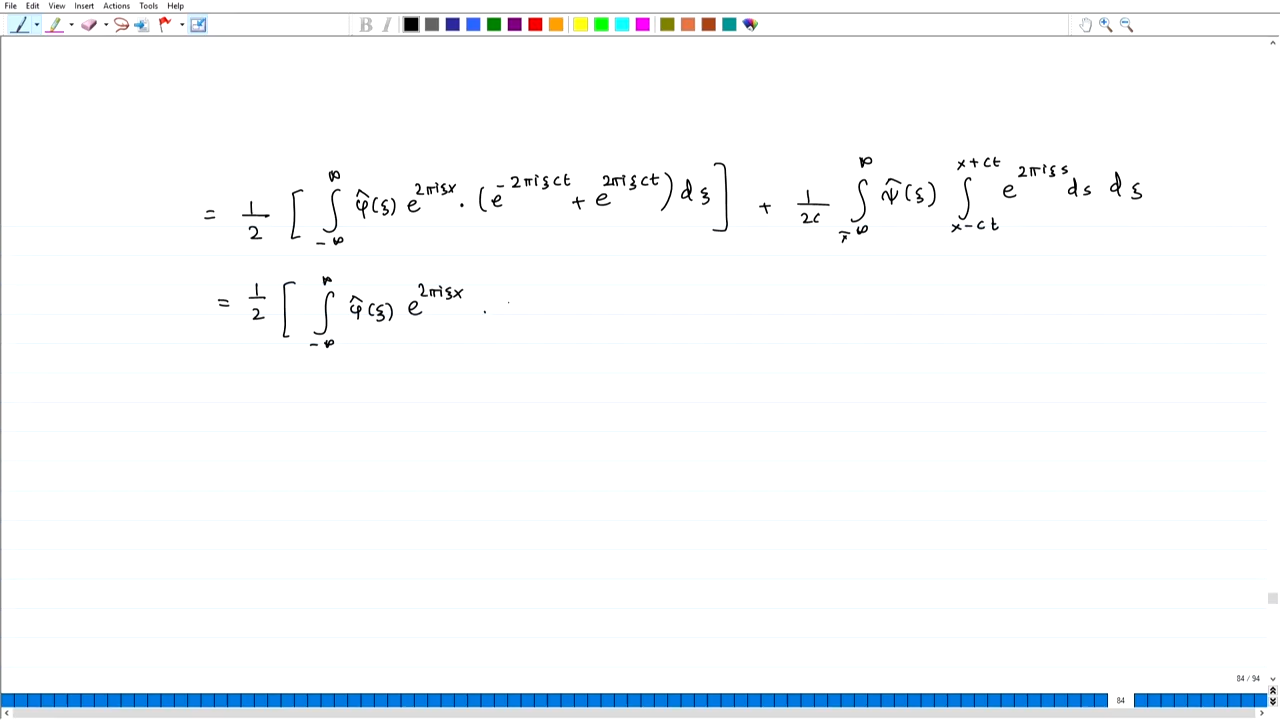 File Edit View Insert Actions Tools Help
B I
= 1/2 [ ∫_{-∞}^{∞} φ̂(ξ) e^{2πiξx} · (e^{-2πiξct} + e^{2πiξct}) dξ ] + 1/2c ∫_{-∞}^{∞} ψ̂(ξ) ∫_{x-ct}^{x+ct} e^{2πiξs} ds dξ
= 1/2 [ ∫_{-∞}^{∞} φ̂(ξ) e^{2πiξx} ·
84 / 94
84